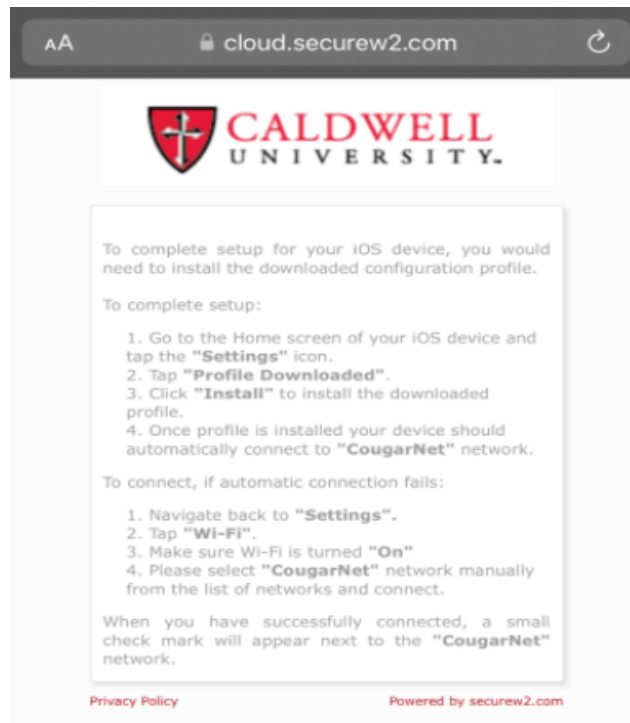 AA cloud.securew2.com
CALDWELL
UNIVERSITY
To complete setup for your iOS device, you would
need to install the downloaded configuration profile.
To complete setup:
1. Go to the Home screen of your iOS device and
tap the "Settings" icon.
2. Tap "Profile Downloaded".
3. Click "Install" to install the downloaded
profile.
4. Once profile is installed your device should
automatically connect to "CougarNet" network.
To connect, if automatic connection fails:
1. Navigate back to "Settings".
2. Tap "Wi-Fi".
3. Make sure Wi-Fi is turned "On"
4. Please select "CougarNet" network manually
from the list of networks and connect.
When you have successfully connected, a small
check mark will appear next to the "CougarNet"
network.
Privacy Policy Powered by securew2.com